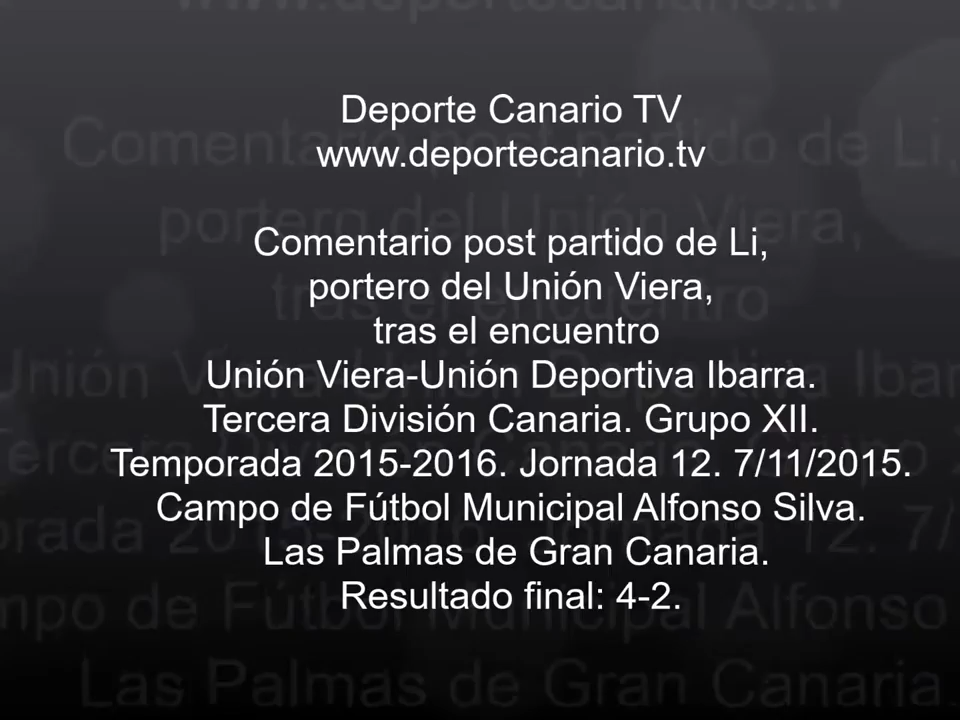 Deporte Canario TV
www.deportecanario.tv
Comentario post partido de Li,
portero del Unión Viera,
tras el encuentro
Unión Viera-Unión Deportiva Ibarra.
Tercera División Canaria. Grupo XII.
Temporada 2015-2016. Jornada 12. 7/11/2015.
Campo de Fútbol Municipal Alfonso Silva.
Las Palmas de Gran Canaria.
Resultado final: 4-2.